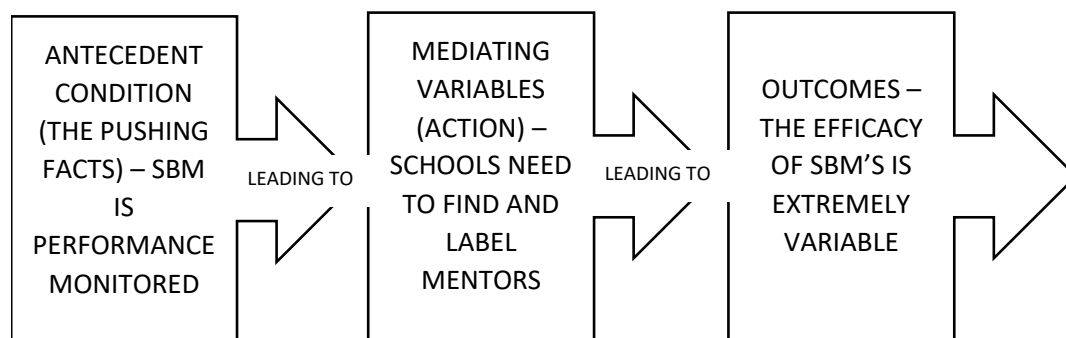 ANTECEDENT
CONDITION
(THE PUSHING
FACTS) – SBM
IS
PERFORMANCE
MONITORED
LEADING TO
MEDIATING
VARIABLES
(ACTION) –
SCHOOLS NEED
TO FIND AND
LABEL
MENTORS
LEADING TO
OUTCOMES –
THE EFFICACY
OF SBM'S IS
EXTREMELY
VARIABLE